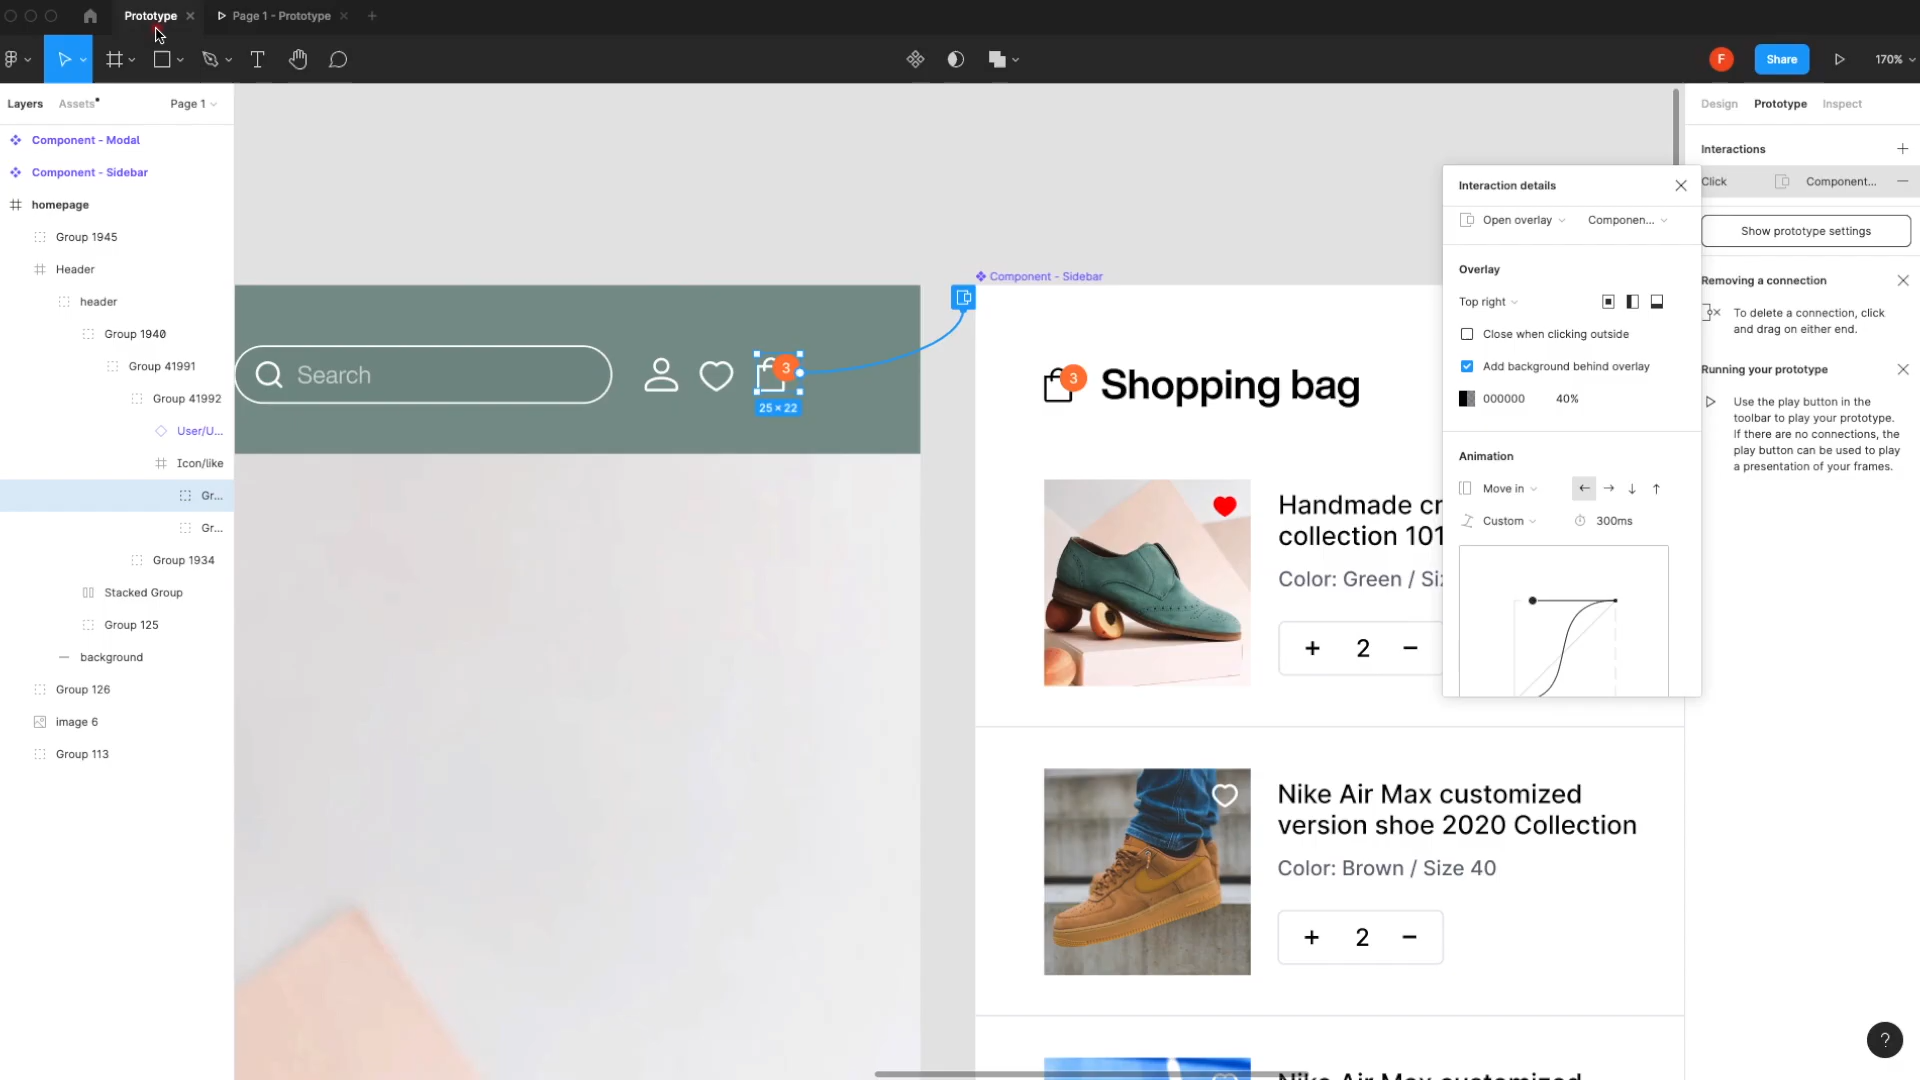 Prototype
Page 1 - Prototype
F
Share
170%
Layers
Assets
Page 1
Component - Modal
Component - Sidebar
homepage
Group 1945
Header
header
Group 1940
Group 41991
Group 41992
User/U...
Icon/like
Gr...
Gr...
Group 1934
Stacked Group
Group 125
background
Group 126
image 6
Group 113
Search
3
25 × 22
Component - Sidebar
3
Shopping bag
Handmade cr
collection 101
Color: Green / Si
+ 2 −
Nike Air Max customized
version shoe 2020 Collection
Color: Brown / Size 40
+ 2 −
Nike Air Max customized
Interaction details
Open overlay
Componen...
Overlay
Top right
Close when clicking outside
Add background behind overlay
000000
40%
Animation
Move in
Custom
300ms
Design
Prototype
Inspect
Interactions
Click
Component...
Show prototype settings
Removing a connection
To delete a connection, click
and drag on either end.
Running your prototype
Use the play button in the
toolbar to play your prototype.
If there are no connections, the
play button can be used to play
a presentation of your frames.
?